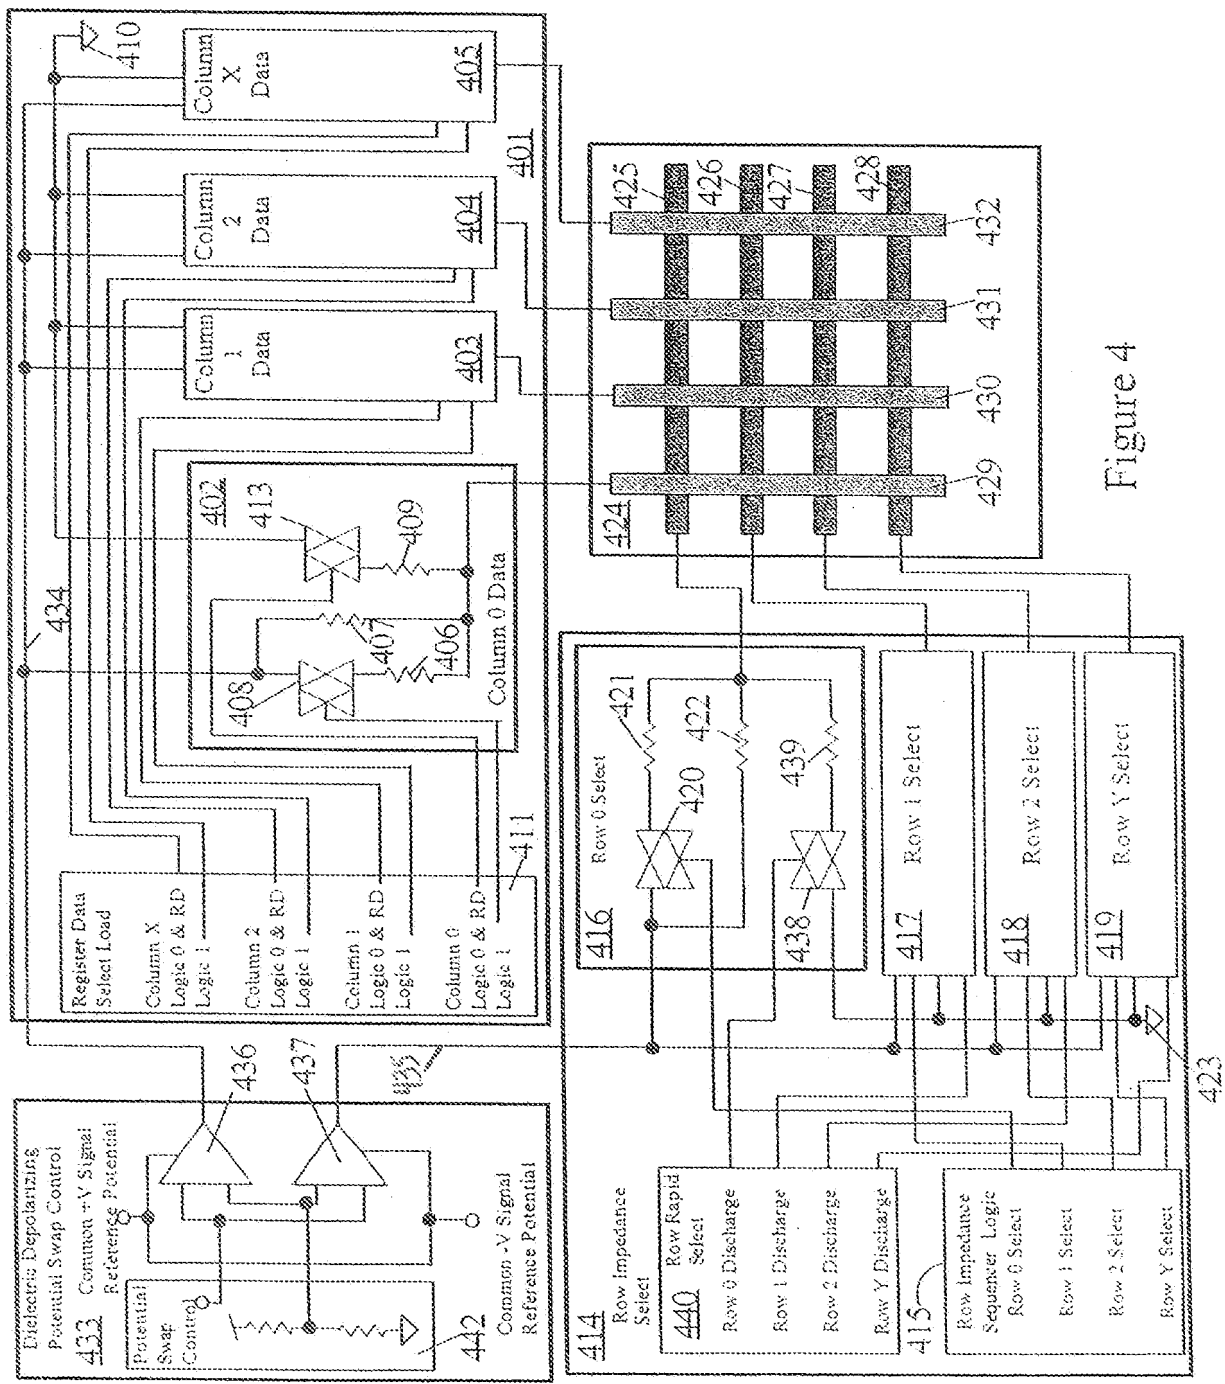 Dielectric Depolarizing
Potential Swap Control
433
Common +V Signal
Reference Potential
Potential
Swap
Control
442
Common -V Signal
Reference Potential
436
437
435
434
Register Data
Select Load
Column X
Logic 0 & RD
Logic 1
Column 2
Logic 0 & RD
Logic 1
Column 1
Logic 0 & RD
Logic 1
Column 0
Logic 0 & RD
Logic 1
411
402
413
408
407
406
409
Column 0 Data
Column
1
Data
403
Column
2
Data
404
Column
X
Data
405
401
410
414
Row Impedance
Select
440
Row Rapid
Select
Row 0 Discharge
Row 1 Discharge
Row 2 Discharge
Row Y Discharge
415
Row Impedance
Sequencer Logic
Row 0 Select
Row 1 Select
Row 2 Select
Row Y Select
423
416
Row 0 Select
420
421
422
438
439
417
Row 1 Select
418
Row 2 Select
419
Row Y Select
424
425
426
427
428
429
430
431
432
Figure 4